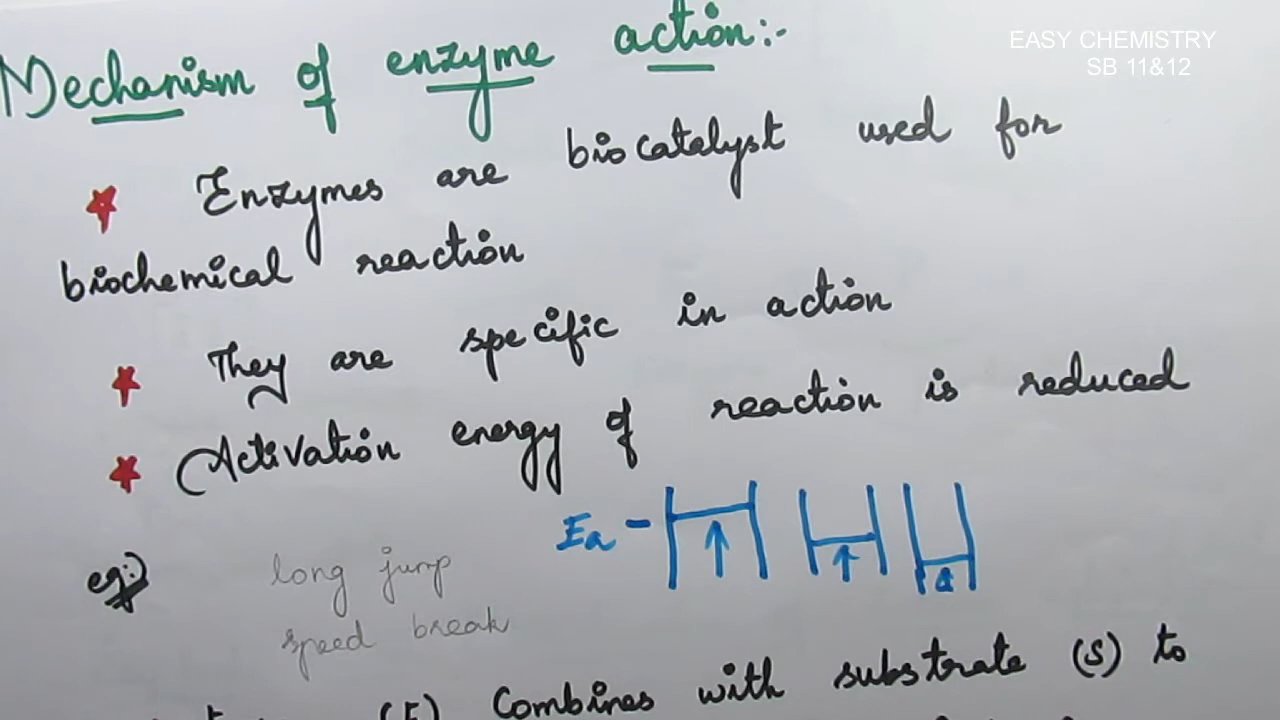 Mechanism of enzyme action:-
EASY CHEMISTRY
SB 11&12
Enzymes are biocatalyst used for
biochemical reaction
They are specific in action
Activation energy of reaction is reduced
Ea -
eg:)
long jump
speed break
(E) Combines with substrate (S) to